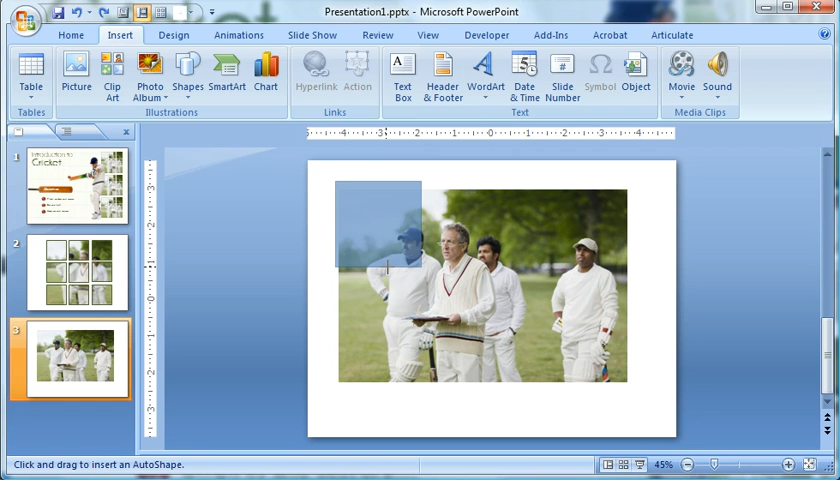 Presentation1.pptx - Microsoft PowerPoint
Home Insert Design Animations Slide Show Review View Developer Add-Ins Acrobat Articulate
Table Picture Clip Art Photo Album Shapes SmartArt Chart Hyperlink Action Text Box Header & Footer WordArt Date & Time Slide Number Symbol Object Movie Sound
Tables Illustrations Links Text Media Clips
1
Introduction to
Cricket
2
3
Click and drag to insert an AutoShape.
45%